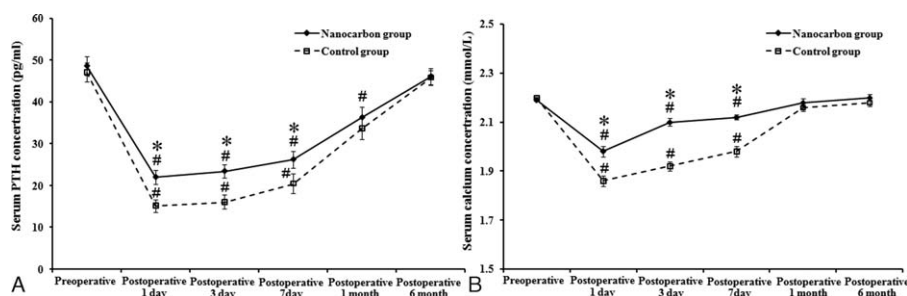 60
50
40
30
20
10
0
Serum PTH concentration (pg/ml)
Nanocarbon group
Control group
*
#
#
*
#
#
*
#
#
#
Preoperative
Postoperative
1 day
Postoperative
3 day
Postoperative
7day
Postoperative
1 month
Postoperative
6 month
A
2.5
2.3
2.1
1.9
1.7
1.5
Serum calcium concentration (mmol/L)
Nanocarbon group
Control group
*
#
#
*
#
#
*
#
#
Preoperative
Postoperative
1 day
Postoperative
3 day
Postoperative
7day
Postoperative
1 month
Postoperative
6 month
B